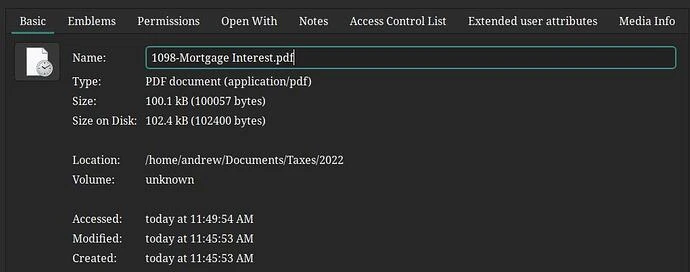 Basic Emblems Permissions Open With Notes Access Control List Extended user attributes Media Info
Name: 1098-Mortgage Interest.pdf
Type: PDF document (application/pdf)
Size: 100.1 kB (100057 bytes)
Size on Disk: 102.4 kB (102400 bytes)
Location: /home/andrew/Documents/Taxes/2022
Volume: unknown
Accessed: today at 11:49:54 AM
Modified: today at 11:45:53 AM
Created: today at 11:45:53 AM